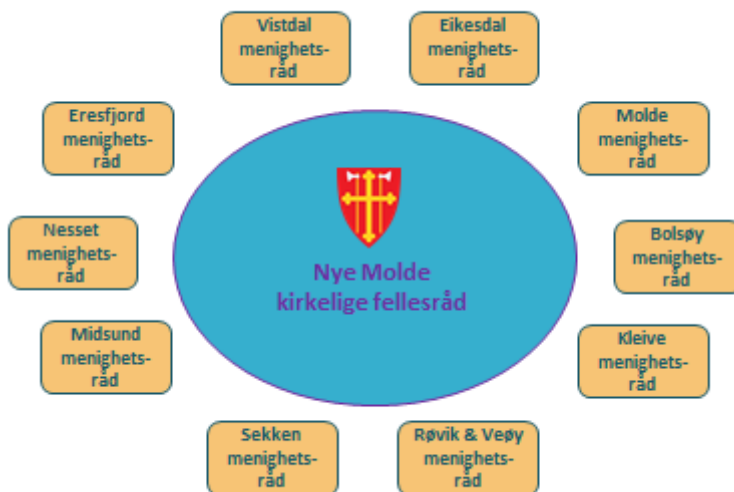 Vistdal
menighets-
råd
Eikesdal
menighets-
råd
Eresfjord
menighets-
råd
Molde
menighets-
råd
Nesset
menighets-
råd
Nye Molde
kirkelige fellesråd
Bolsøy
menighets-
råd
Midsund
menighets-
råd
Kleive
menighets-
råd
Sekken
menighets-
råd
Røvik & Veøy
menighets-
råd